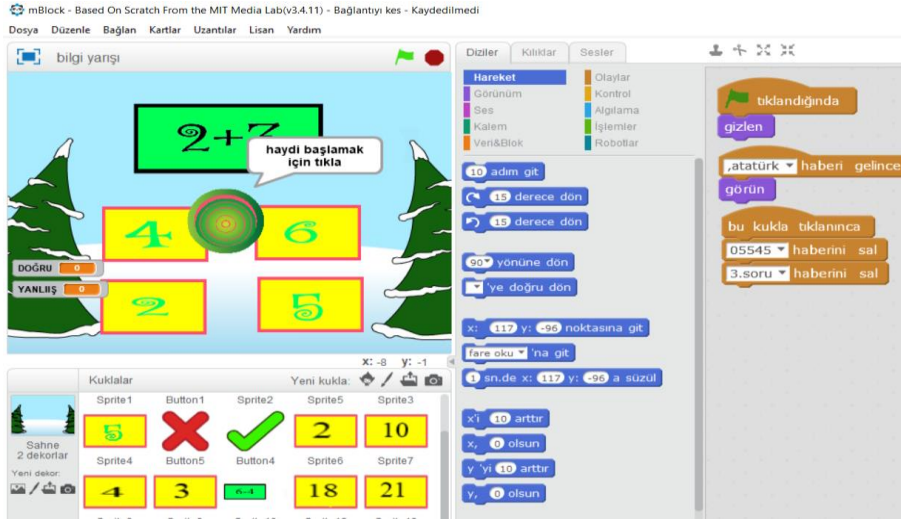 mBlock - Based On Scratch From the MIT Media Lab(v3.4.11) - Bağlantıyı kes - Kaydedilmedi
Dosya Düzenle Bağlan Kartlar Uzantılar Lisan Yardım
bilgi yarışı
2+3
haydi başlamak
için tıkla
4
6
DOĞRU 0
YANLIIŞ 0
2
5
x: -8 y: -1
Kuklalar
Yeni kukla:
Sahne
2 dekorlar
Yeni dekor:
Sprite1 Button1 Sprite2 Sprite5 Sprite3
5 2 10
Sprite4 Button5 Button4 Sprite6 Sprite7
4 3 6-4 18 21
Diziler Kılıklar Sesler
Hareket Olaylar
Görünüm Kontrol
Ses Algılama
Kalem İşlemler
Veri&Blok Robotlar
10 adım git
15 derece dön
15 derece dön
90 yönüne dön
'ye doğru dön
x: 117 y: -96 noktasına git
fare oku 'na git
1 sn.de x: 117 y: -96 a süzül
x'i 10 arttır
x, 0 olsun
y 'yi 10 arttır
y, 0 olsun
tıklandığında
gizlen
,atatürk haberi gelince
görün
bu kukla tıklanınca
05545 haberini sal
3.soru haberini sal